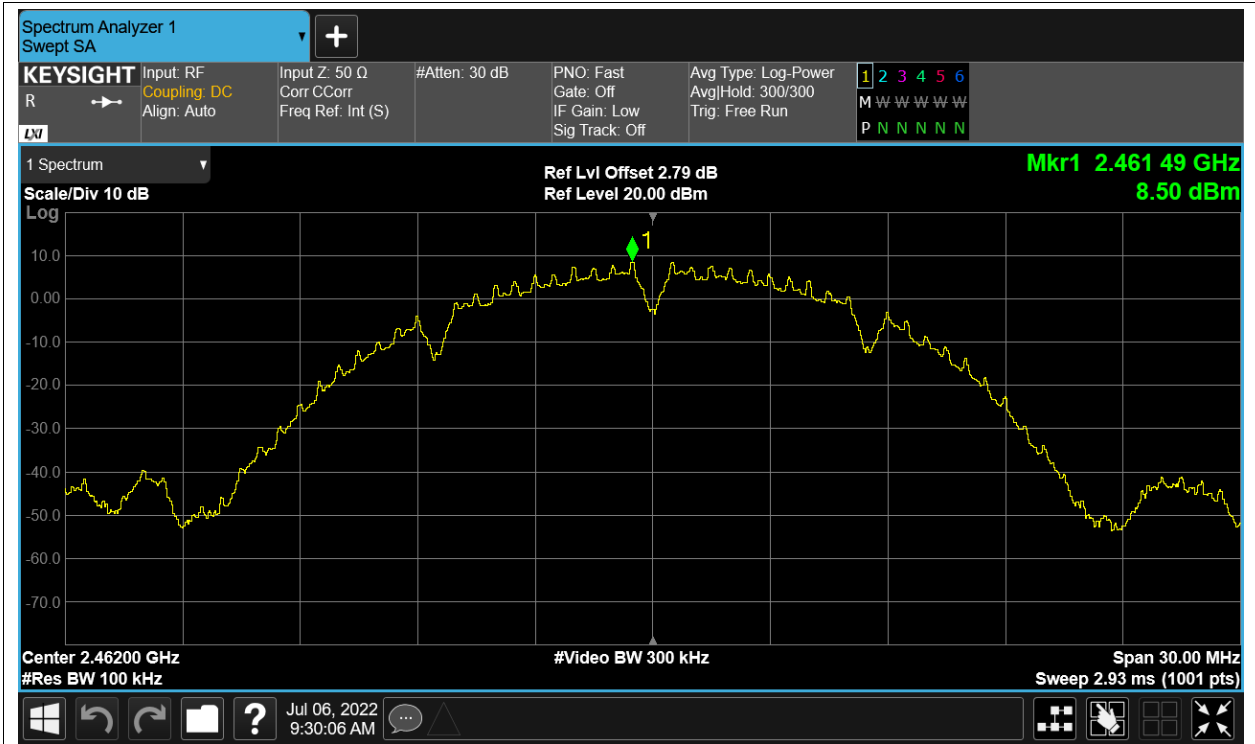 Spectrum Analyzer 1
Swept SA
KEYSIGHT
R
LXI
Input: RF
Coupling: DC
Align: Auto
Input Z: 50 Ω
Corr CCorr
Freq Ref: Int (S)
#Atten: 30 dB
PNO: Fast
Gate: Off
IF Gain: Low
Sig Track: Off
Avg Type: Log-Power
Avg|Hold: 300/300
Trig: Free Run
1 2 3 4 5 6
M W W W W W
P N N N N N
1 Spectrum
Scale/Div 10 dB
Log
Ref Lvl Offset 2.79 dB
Ref Level 20.00 dBm
Mkr1 2.461 49 GHz
8.50 dBm
1
10.0
0.00
-10.0
-20.0
-30.0
-40.0
-50.0
-60.0
-70.0
Center 2.46200 GHz
#Res BW 100 kHz
#Video BW 300 kHz
Span 30.00 MHz
Sweep 2.93 ms (1001 pts)
?
Jul 06, 2022
9:30:06 AM